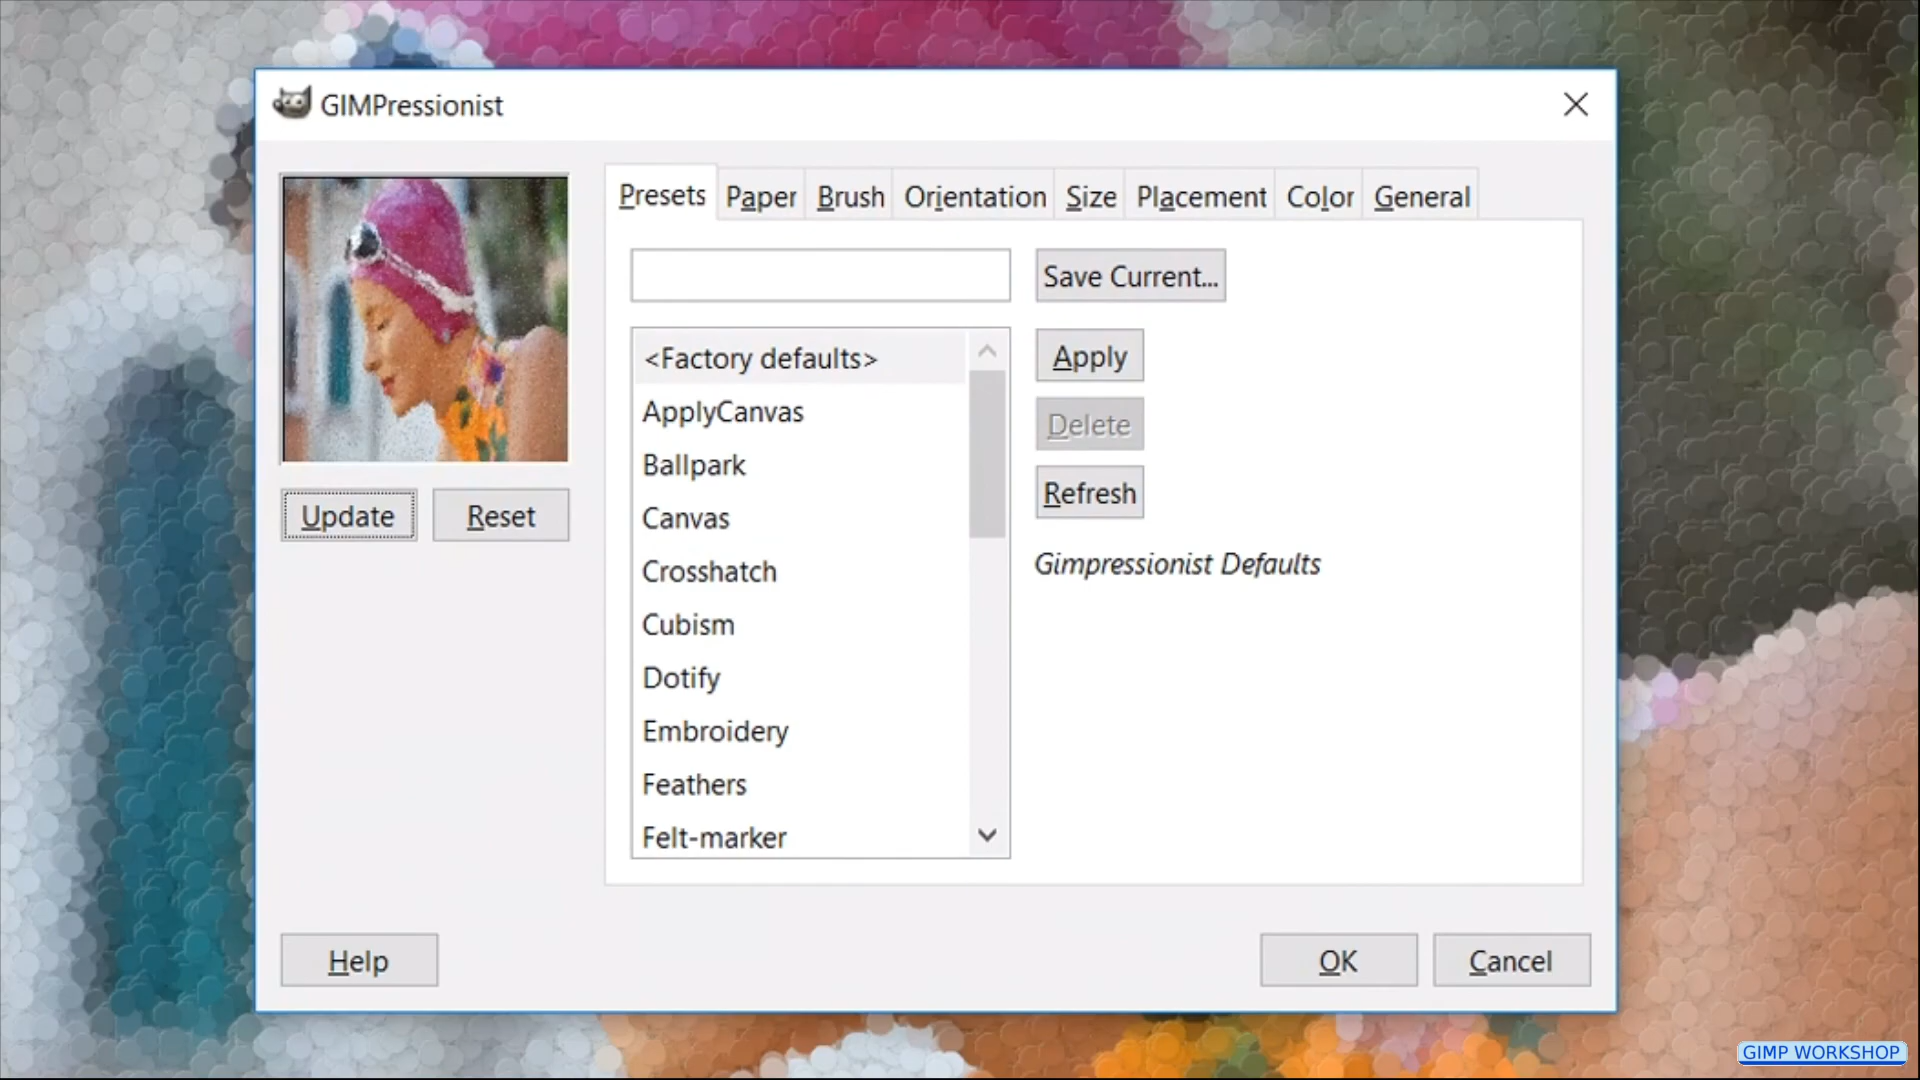 GIMPressionist
Presets Paper Brush Orientation Size Placement Color General
Save Current...
<Factory defaults>
ApplyCanvas
Ballpark
Canvas
Crosshatch
Cubism
Dotify
Embroidery
Feathers
Felt-marker
Apply
Delete
Refresh
Gimpressionist Defaults
Update Reset
Help OK Cancel
GIMP WORKSHOP